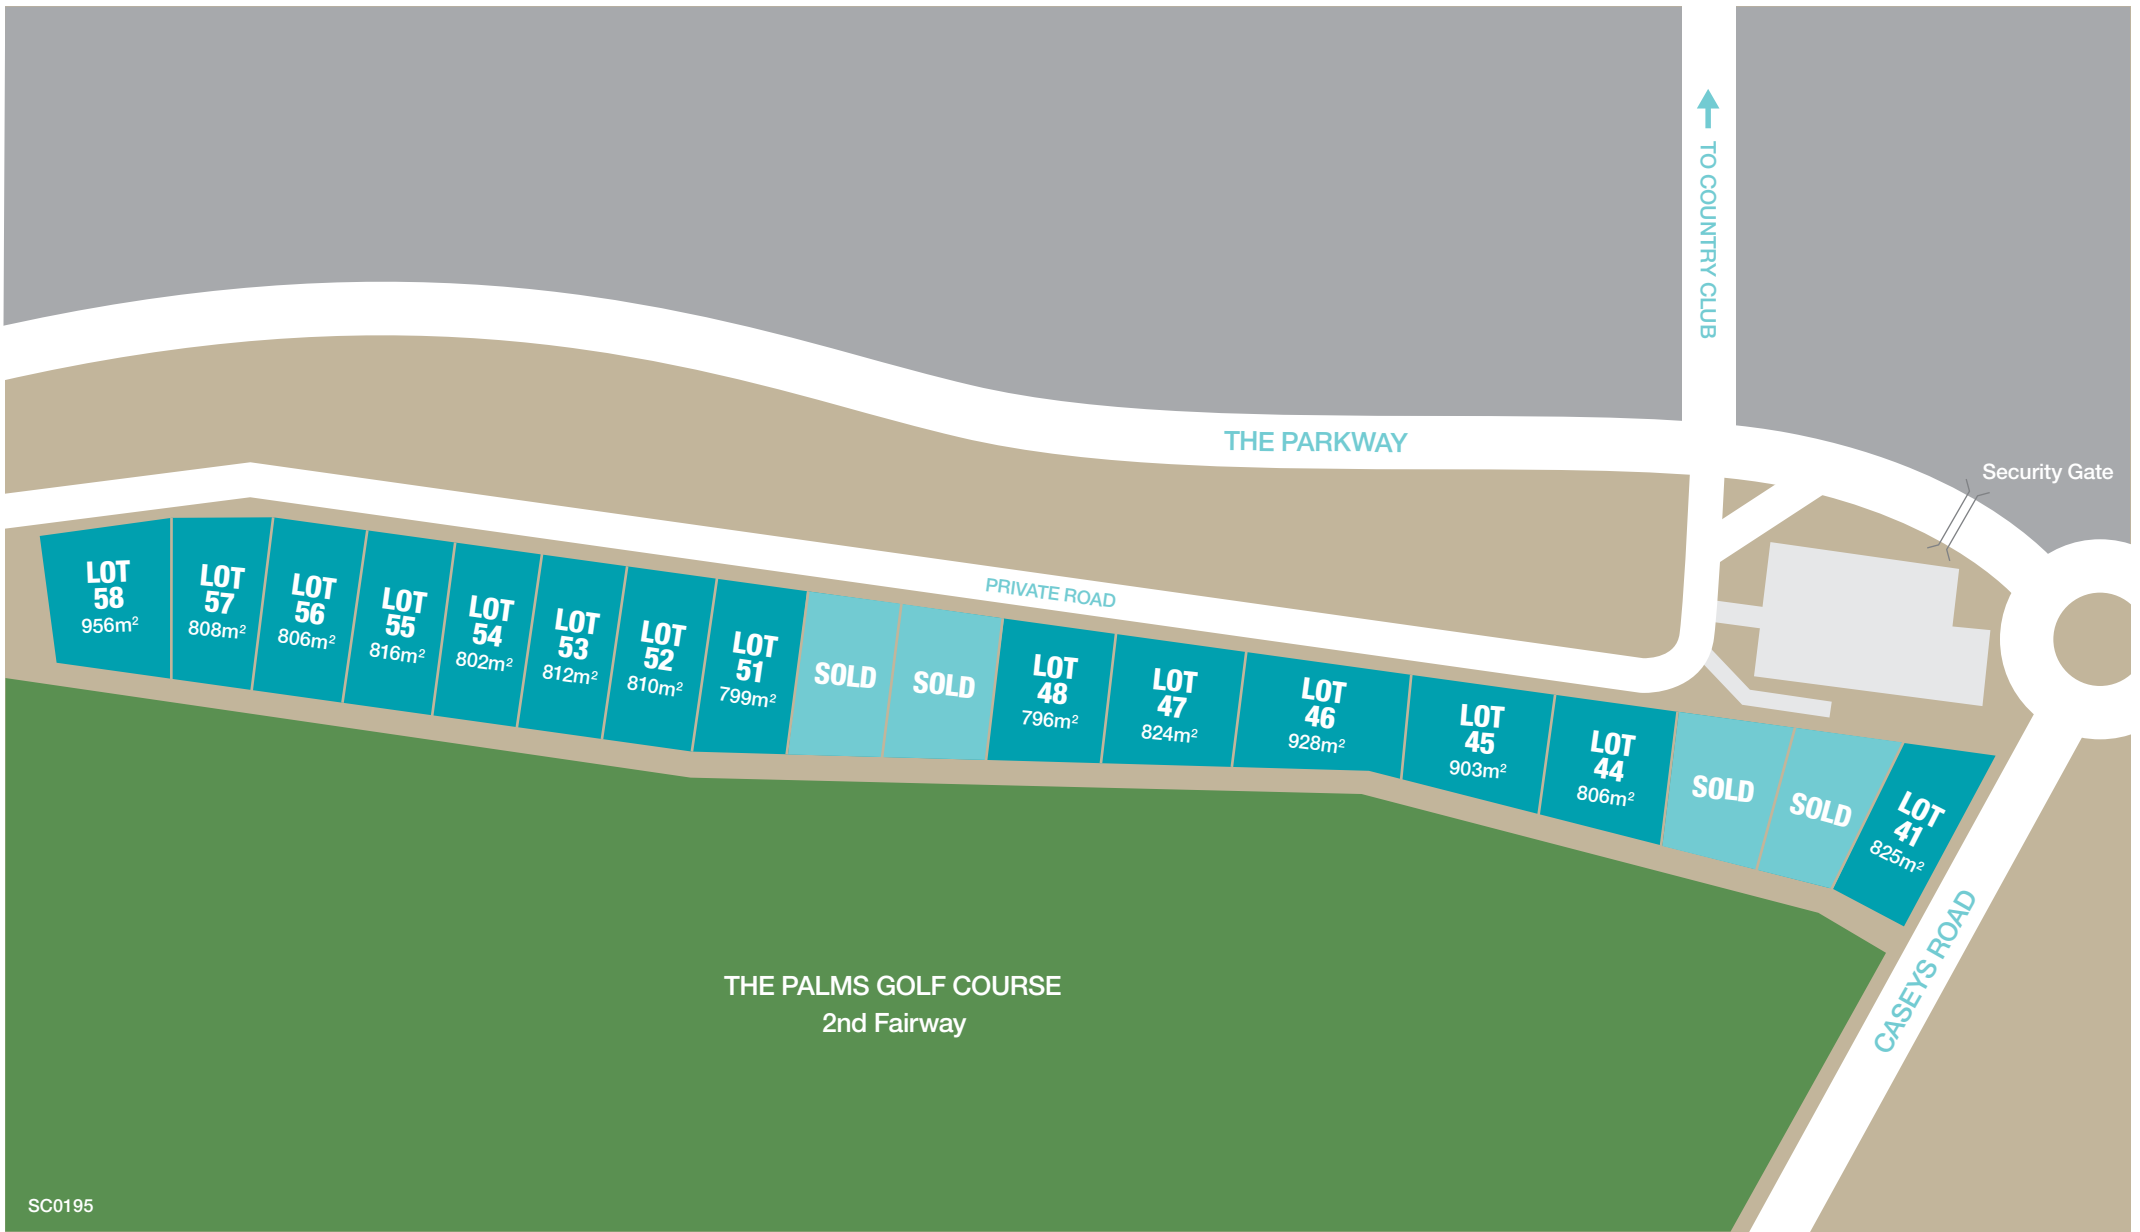 TO COUNTRY CLUB
THE PARKWAY
Security Gate
PRIVATE ROAD
LOT
58
956m²
LOT
57
808m²
LOT
56
806m²
LOT
55
816m²
LOT
54
802m²
LOT
53
812m²
LOT
52
810m²
LOT
51
799m²
SOLD
SOLD
LOT
48
796m²
LOT
47
824m²
LOT
46
928m²
LOT
45
903m²
LOT
44
806m²
SOLD
SOLD
LOT
41
825m²
CASEYS ROAD
THE PALMS GOLF COURSE
2nd Fairway
SC0195